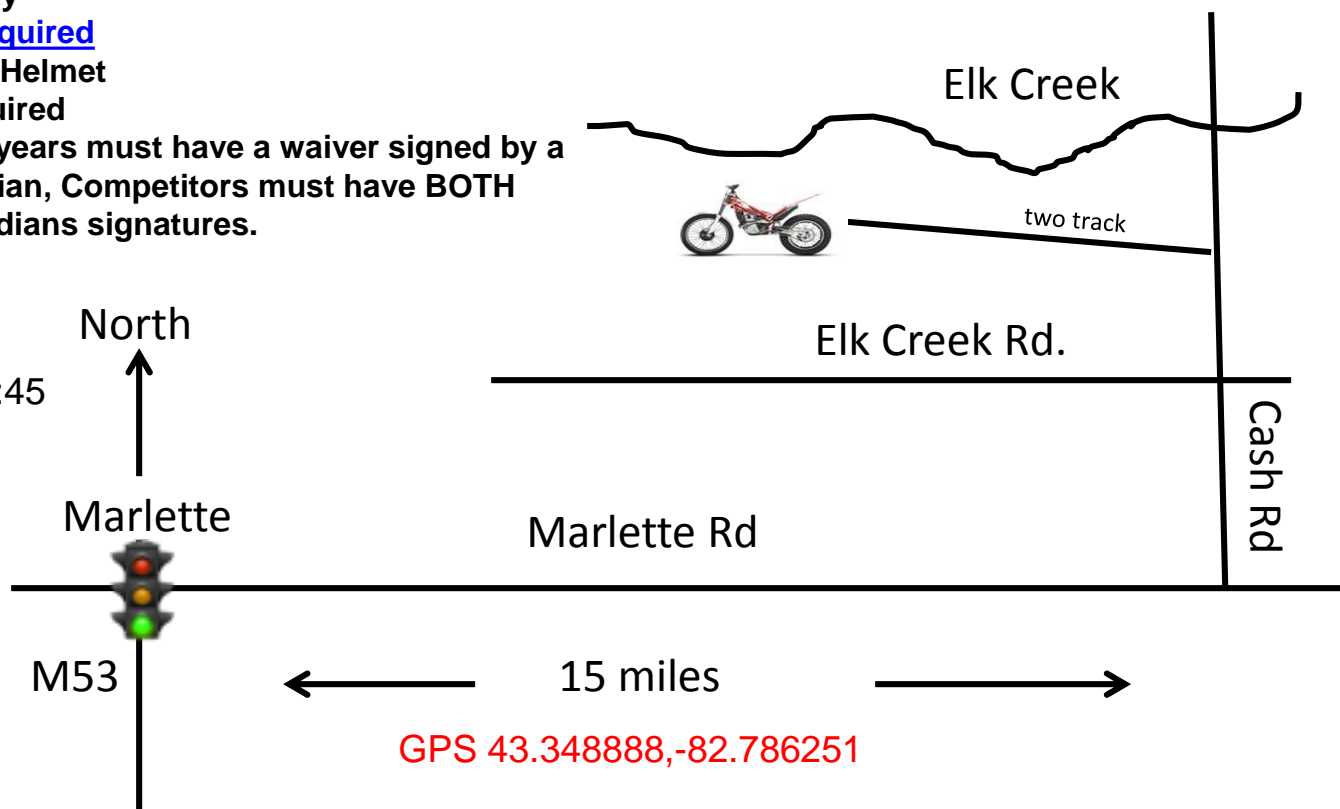 y
quired
Helmet
uired
years must have a waiver signed by a
ian, Competitors must have BOTH
dians signatures.
Elk Creek
two track
North
Elk Creek Rd.
:45
Cash Rd
Marlette
Marlette Rd
M53
15 miles
GPS 43.348888,-82.786251